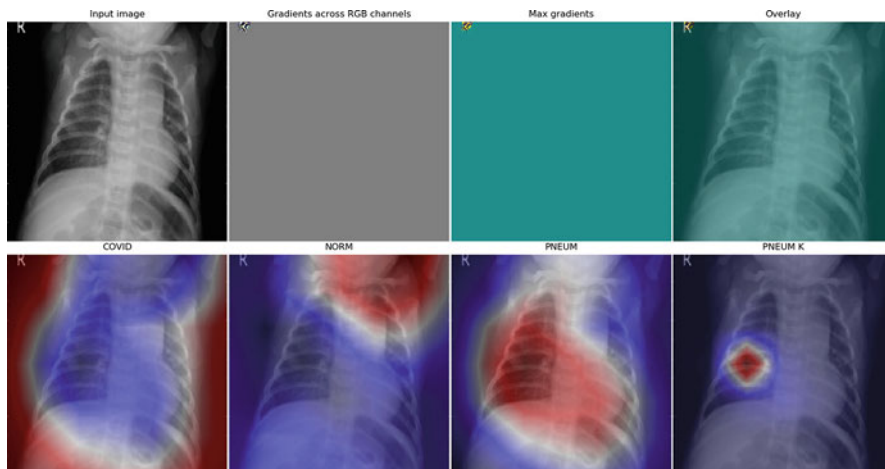 Input image
Gradients across RGB channels
Max gradients
Overlay
R
R
R
R
COVID
NORM
PNEUM
PNEUM K
R
R
R
R